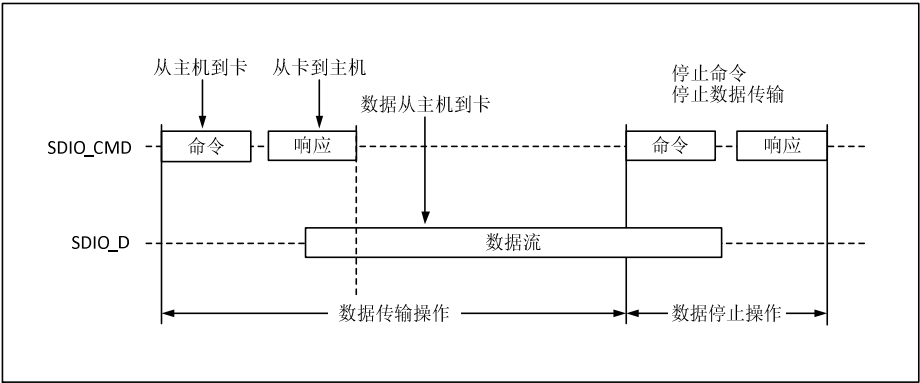 从主机到卡
从卡到主机
停止命令
停止数据传输
数据从主机到卡
SDIO_CMD
命令
响应
命令
响应
SDIO_D
数据流
数据传输操作
数据停止操作